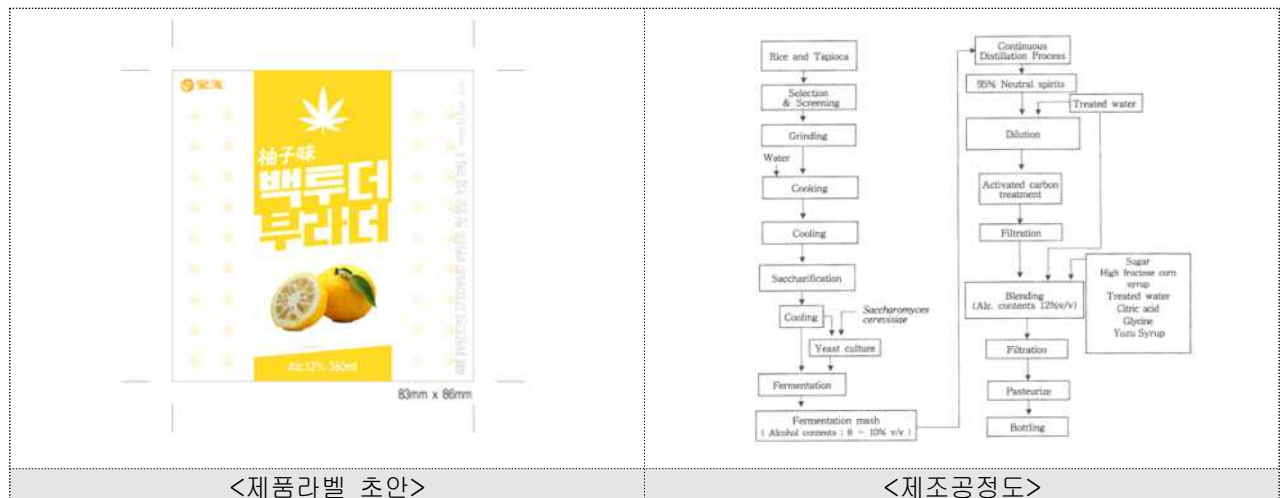 柚子味
백투더
부라더
Alc.12% 360ml
83mm x 86mm
<제품라벨 초안>
Rice and Tapioca
Selection
& Screening
Grinding
Water
Cooking
Cooling
Saccharification
Cooling
Saccharomyces
cerevisiae
Yeast culture
Fermentation
Fermentation mash
( Alcohol contents : 8 ~ 10% v/v )
Continuous
Distillation Process
95% Neutral spirits
Treated water
Dilution
Activated carbon
treatment
Filtration
Sugar
High fructose corn
syrup
Treated water
Citric acid
Glycine
Yuzu Syrup
Blending
(Alc. contents 12%v/v)
Filtration
Pasteurize
Bottling
<제조공정도>